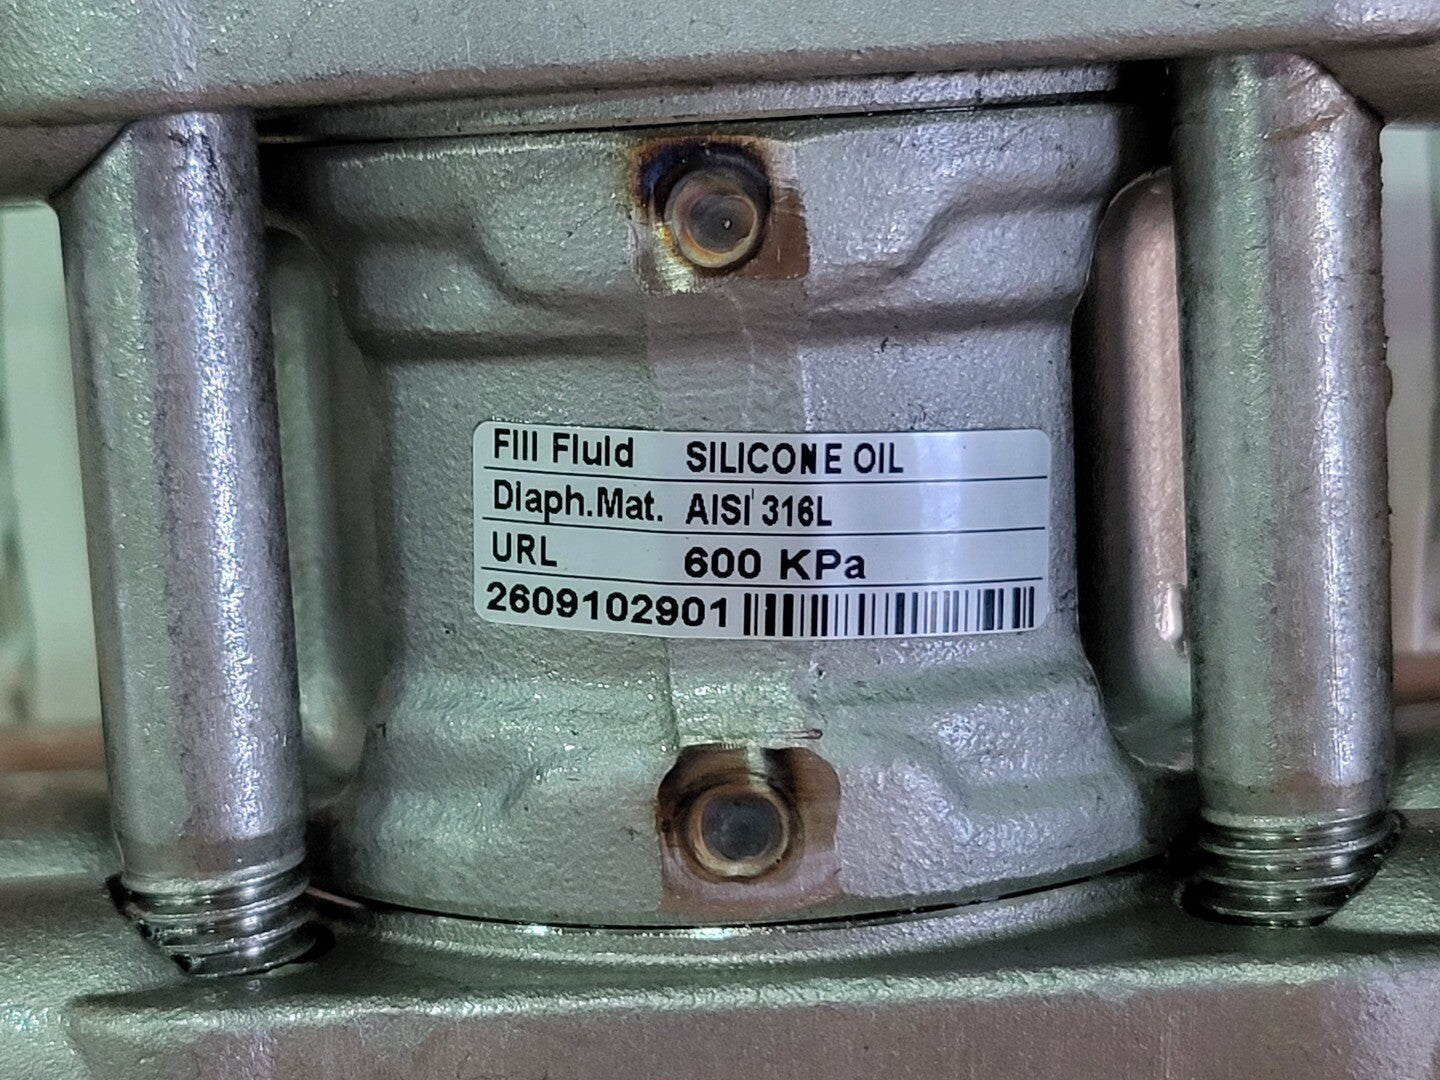 Fill Fluid SILICONE OIL
Diaph.Mat. AISI 316L
URL 600 KPa
2609102901